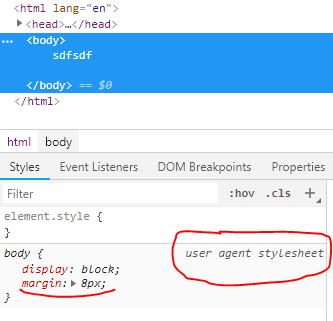 <html lang="en">
<head>…</head>
… <body>
sdfsdf
</body> == $0
</html>
html body
Styles Event Listeners DOM Breakpoints Properties
Filter :hov .cls +
element.style {
}
body { user agent stylesheet
display: block;
margin: 8px;
}